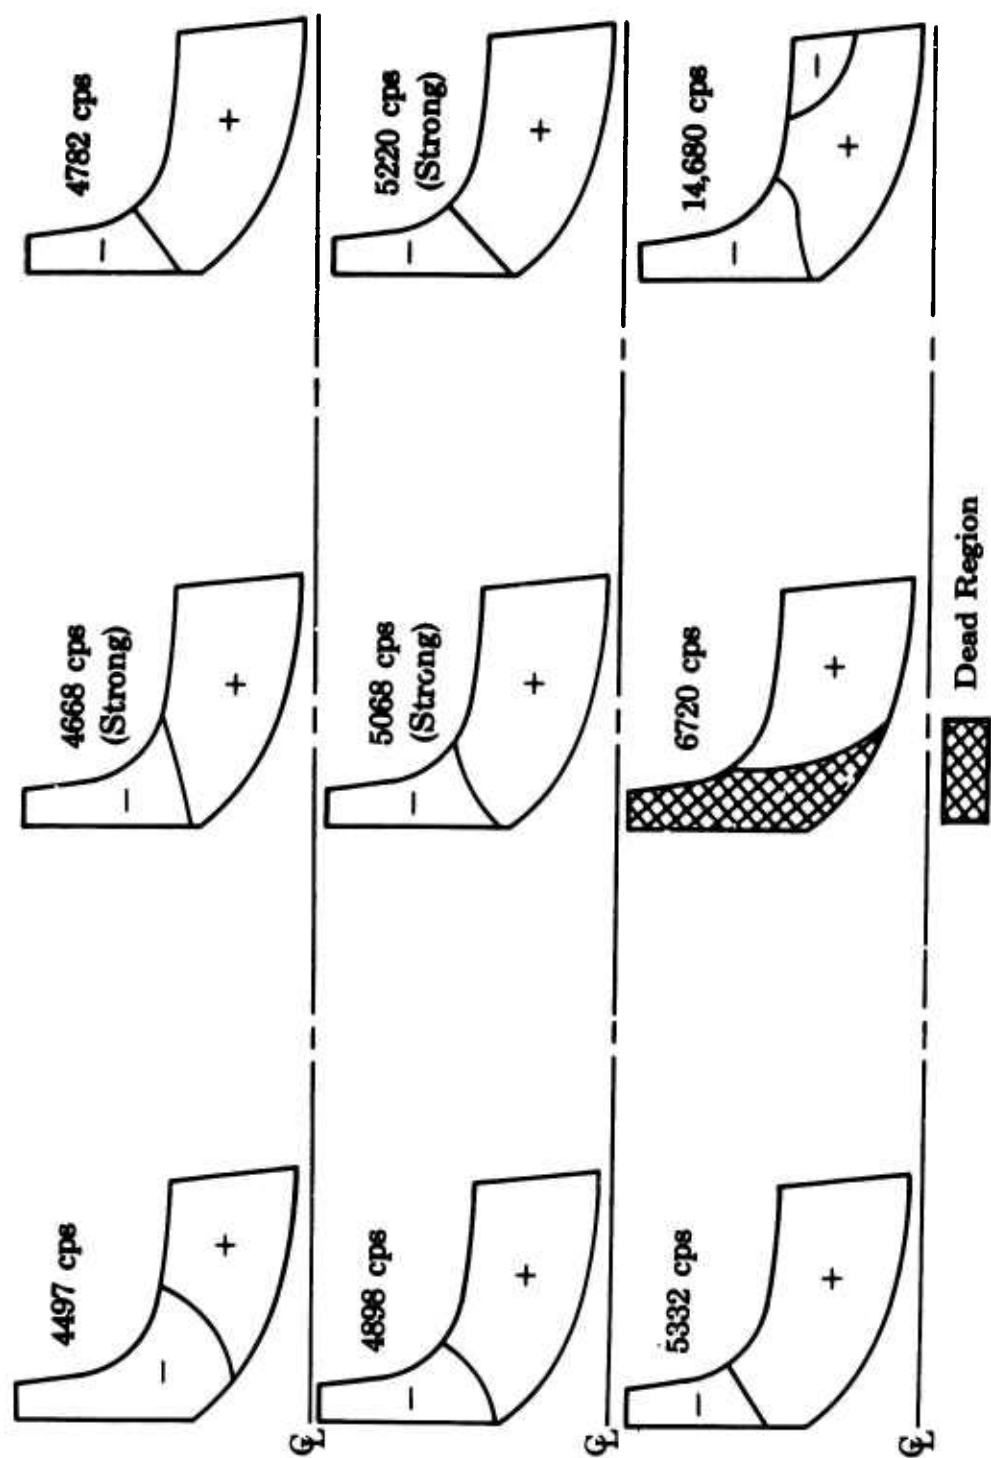 4497 cps
4668 cps
(Strong)
4782 cps
− + − + − +
℄
4898 cps
5068 cps
(Strong)
5220 cps
(Strong)
− + − + − +
℄
5332 cps
6720 cps
14,680 cps
− + + − + −
℄
Dead Region